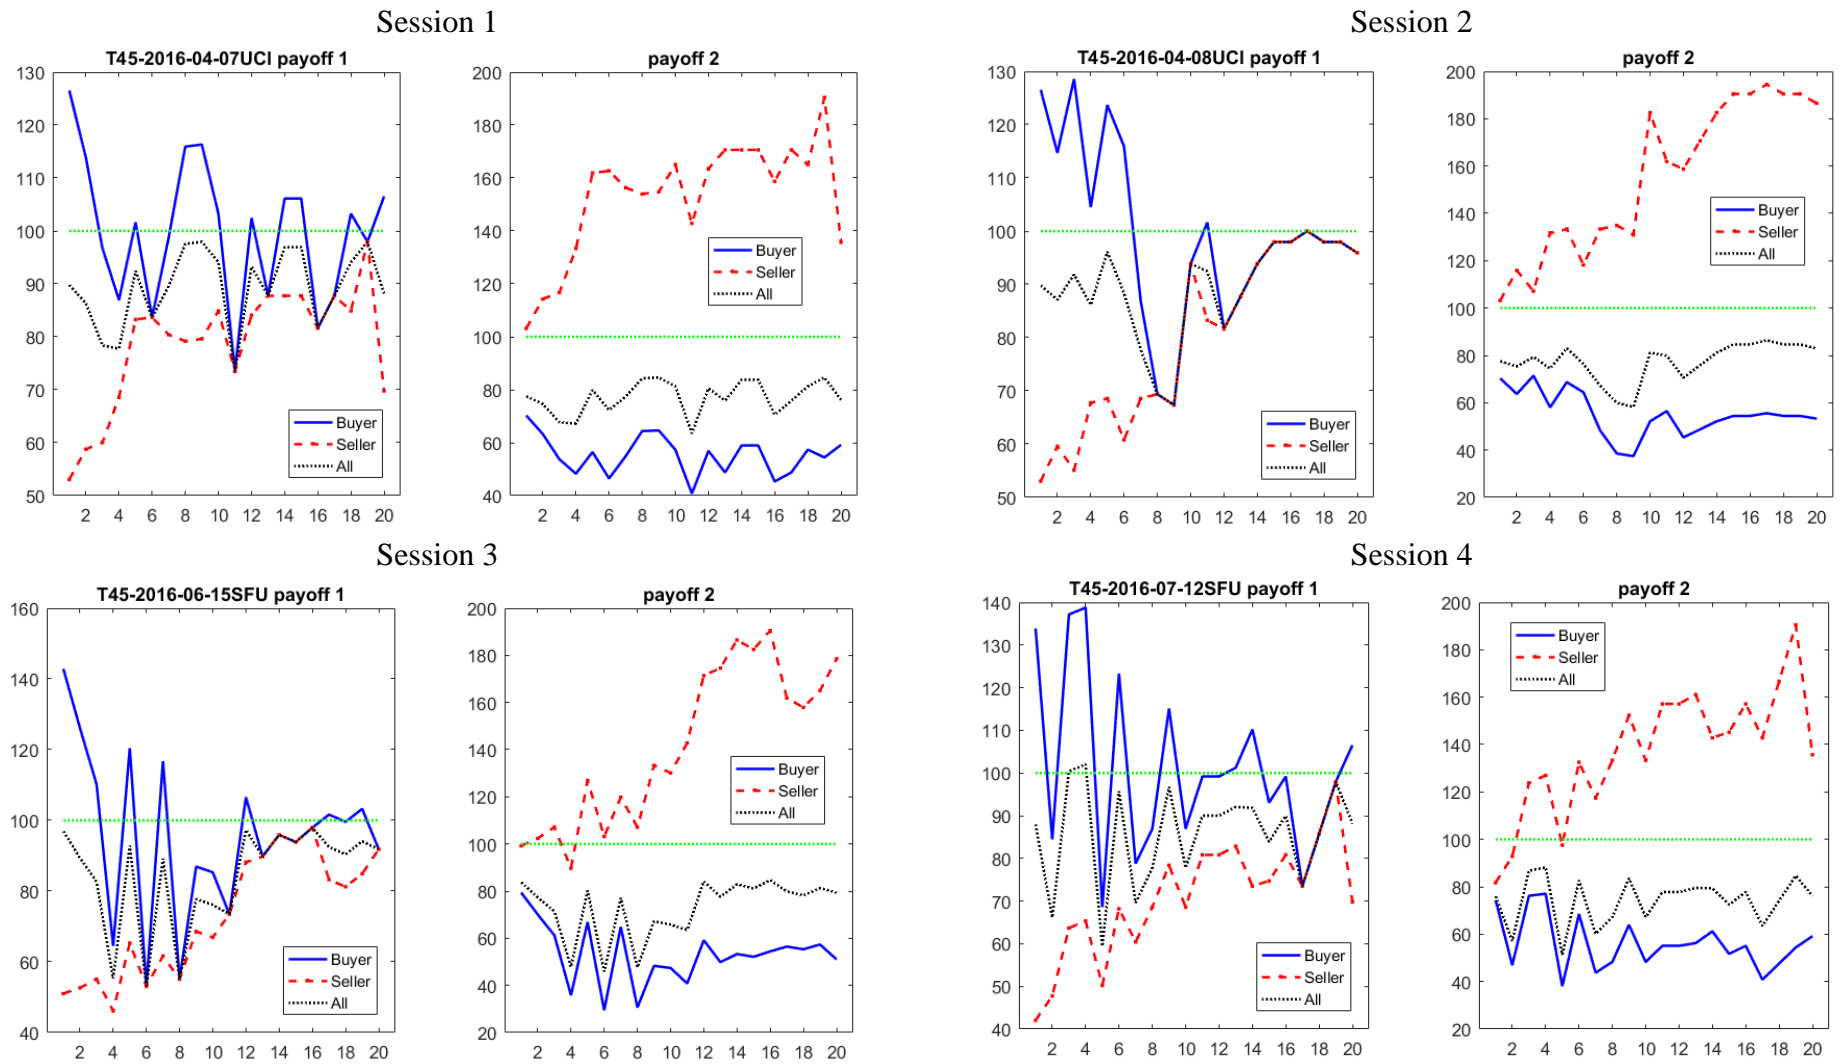 Session 1
T45-2016-04-07UCI payoff 1
130
120
110
100
90
80
70
60
50
2 4 6 8 10 12 14 16 18 20
Buyer
Seller
All
payoff 2
200
180
160
140
120
100
80
60
40
2 4 6 8 10 12 14 16 18 20
Buyer
Seller
All
Session 2
T45-2016-04-08UCI payoff 1
130
120
110
100
90
80
70
60
50
2 4 6 8 10 12 14 16 18 20
Buyer
Seller
All
payoff 2
200
180
160
140
120
100
80
60
40
20
2 4 6 8 10 12 14 16 18 20
Buyer
Seller
All
Session 3
T45-2016-06-15SFU payoff 1
160
140
120
100
80
60
40
2 4 6 8 10 12 14 16 18 20
Buyer
Seller
All
payoff 2
200
180
160
140
120
100
80
60
40
20
2 4 6 8 10 12 14 16 18 20
Buyer
Seller
All
Session 4
T45-2016-07-12SFU payoff 1
140
130
120
110
100
90
80
70
60
50
40
2 4 6 8 10 12 14 16 18 20
Buyer
Seller
All
payoff 2
200
180
160
140
120
100
80
60
40
20
2 4 6 8 10 12 14 16 18 20
Buyer
Seller
All